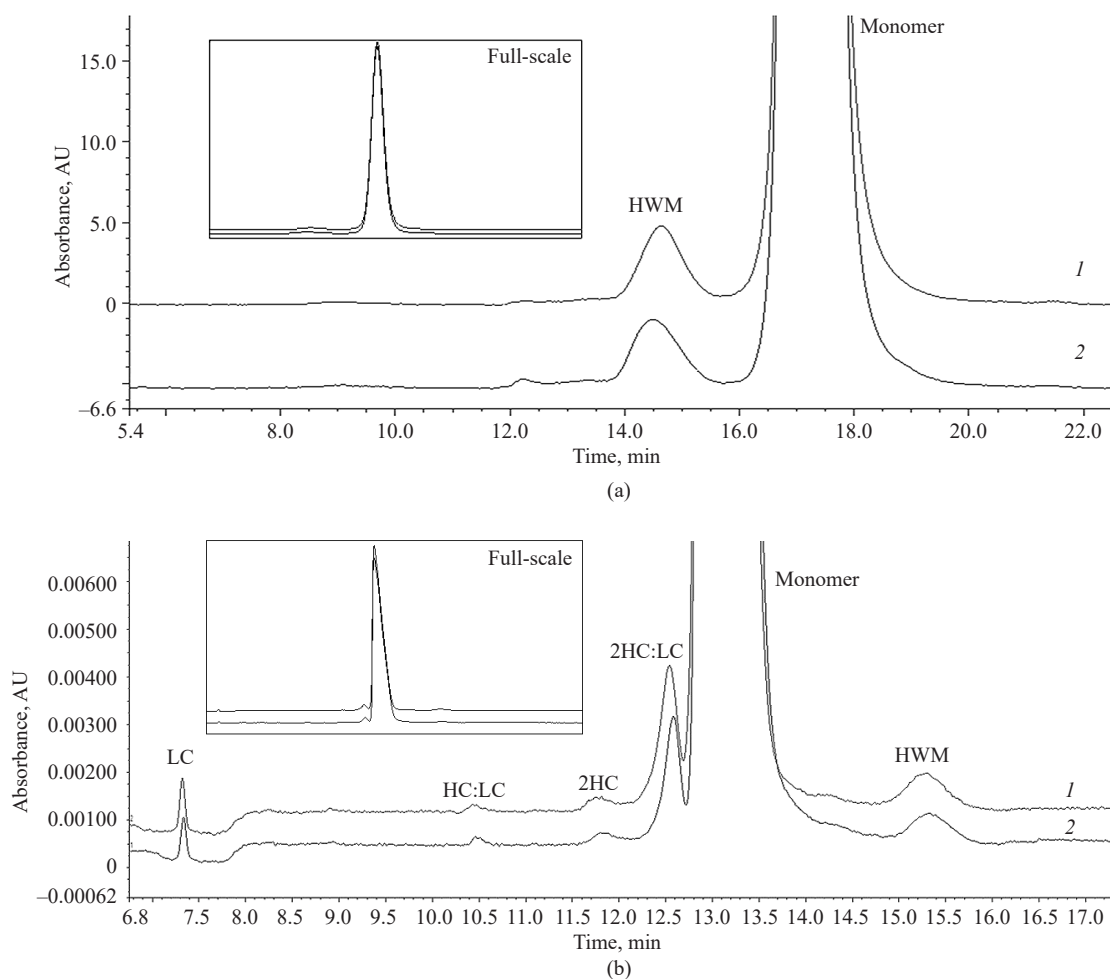 Monomer
Full-scale
15.0
10.0
HWM
5.0
1
0
2
–6.6
5.4
8.0
10.0
12.0
14.0
16.0
18.0
20.0
22.0
Absorbance, AU
Time, min
(a)
Full-scale
0.00600
Monomer
0.00500
2HC:LC
0.00400
0.00300
LC
HC:LC
2HC
HWM
0.00200
1
0.00100
2
0
–0.00062
6.8
7.5
8.0
8.5
9.0
9.5
10.0
10.5
11.0
11.5
12.0
12.5
13.0
13.5
14.0
14.5
15.0
15.5
16.0
16.5
17.0
Absorbance, AU
Time, min
(b)